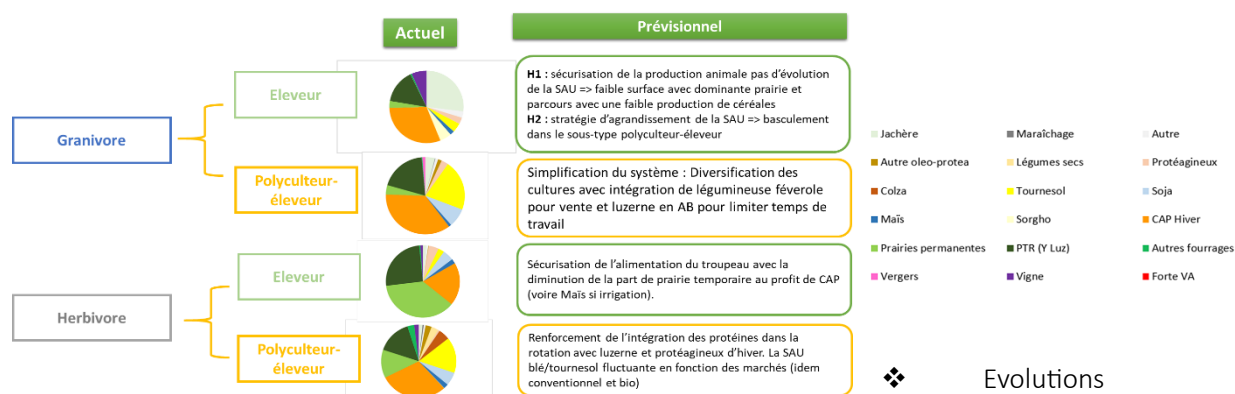 Actuel
Prévisionnel
Granivore
Eleveur
H1 : sécurisation de la production animale pas d'évolution
de la SAU => faible surface avec dominante prairie et
parcours avec une faible production de céréales
H2 : stratégie d'agrandissement de la SAU => basculement
dans le sous-type polyculteur-éleveur
Polyculteur-
éleveur
Simplification du système : Diversification des
cultures avec intégration de légumineuse féverole
pour vente et luzerne en AB pour limiter temps de
travail
Herbivore
Eleveur
Sécurisation de l'alimentation du troupeau avec la
diminution de la part de prairie temporaire au profit de CAP
(voire Maïs si irrigation).
Polyculteur-
éleveur
Renforcement de l'intégration des protéines dans la
rotation avec luzerne et protéagineux d'hiver. La SAU
blé/tournesol fluctuante en fonction des marchés (idem
conventionnel et bio)
Jachère
Maraîchage
Autre
Autre oleo-protea
Légumes secs
Protéagineux
Colza
Tournesol
Soja
Maïs
Sorgho
CAP Hiver
Prairies permanentes
PTR (Y Luz)
Autres fourrages
Vergers
Vigne
Forte VA
❖ Evolutions